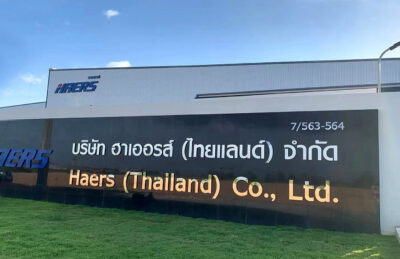 HAERS
7/563-564
บริษัท ฮาเออรส์ (ไทยแลนด์) จำกัด
HAERS
Haers (Thailand) Co., Ltd.